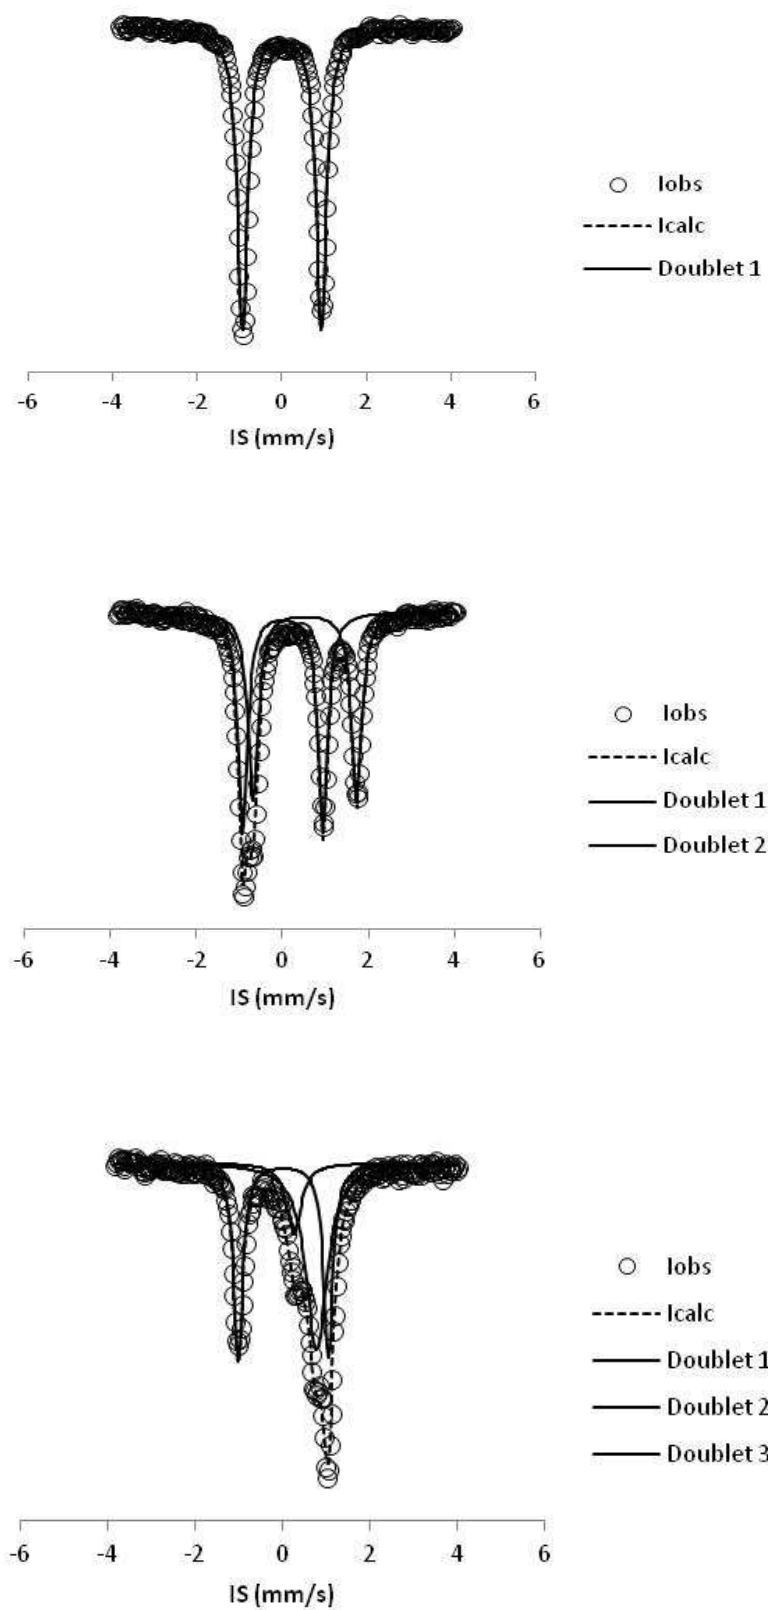 Iobs
Icalc
Doublet 1
-6 -4 -2 0 2 4 6
IS (mm/s)
Iobs
Icalc
Doublet 1
Doublet 2
-6 -4 -2 0 2 4 6
IS (mm/s)
Iobs
Icalc
Doublet 1
Doublet 2
Doublet 3
-6 -4 -2 0 2 4 6
IS (mm/s)